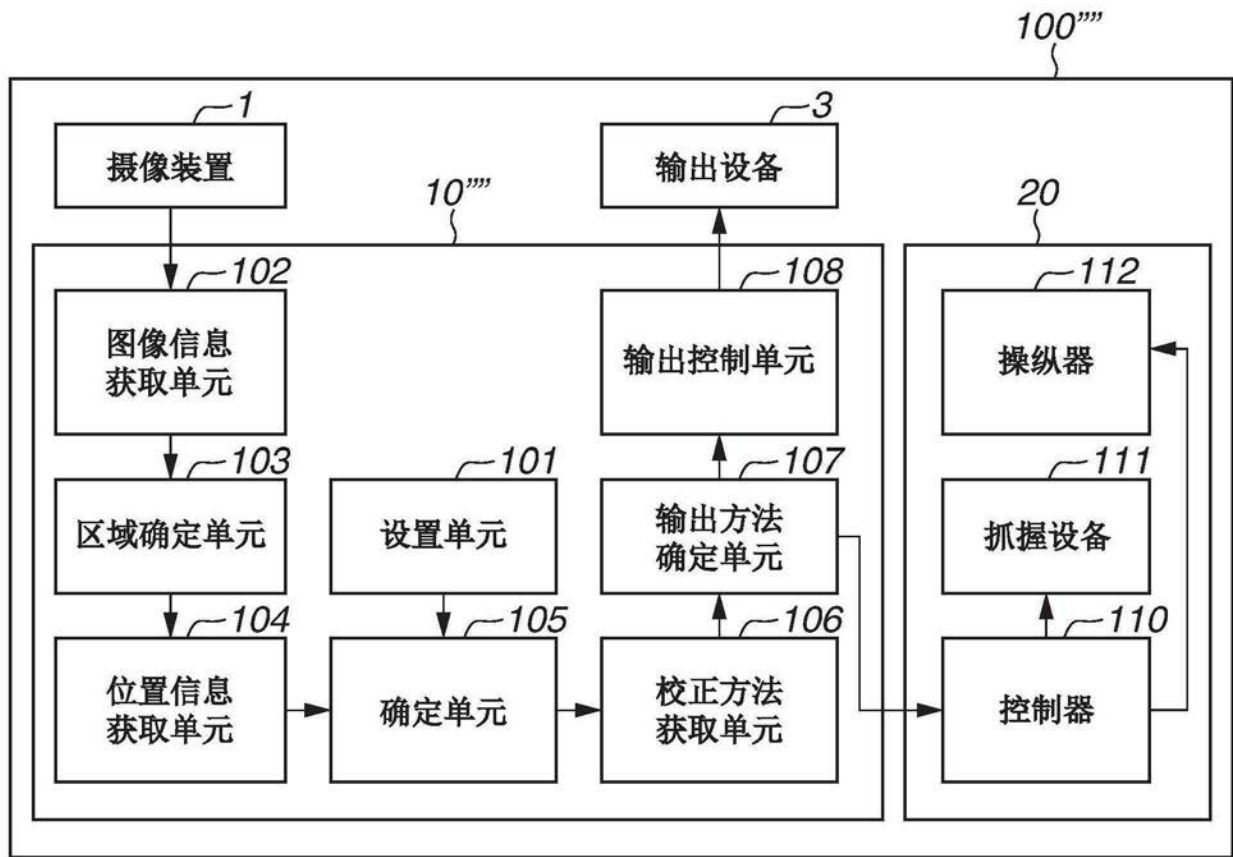 100””
1
摄像装置
3
输出设备
10””
20
102
图像信息
获取单元
108
输出控制单元
112
操纵器
103
区域确定单元
101
设置单元
107
输出方法
确定单元
111
抓握设备
104
位置信息
获取单元
105
确定单元
106
校正方法
获取单元
110
控制器